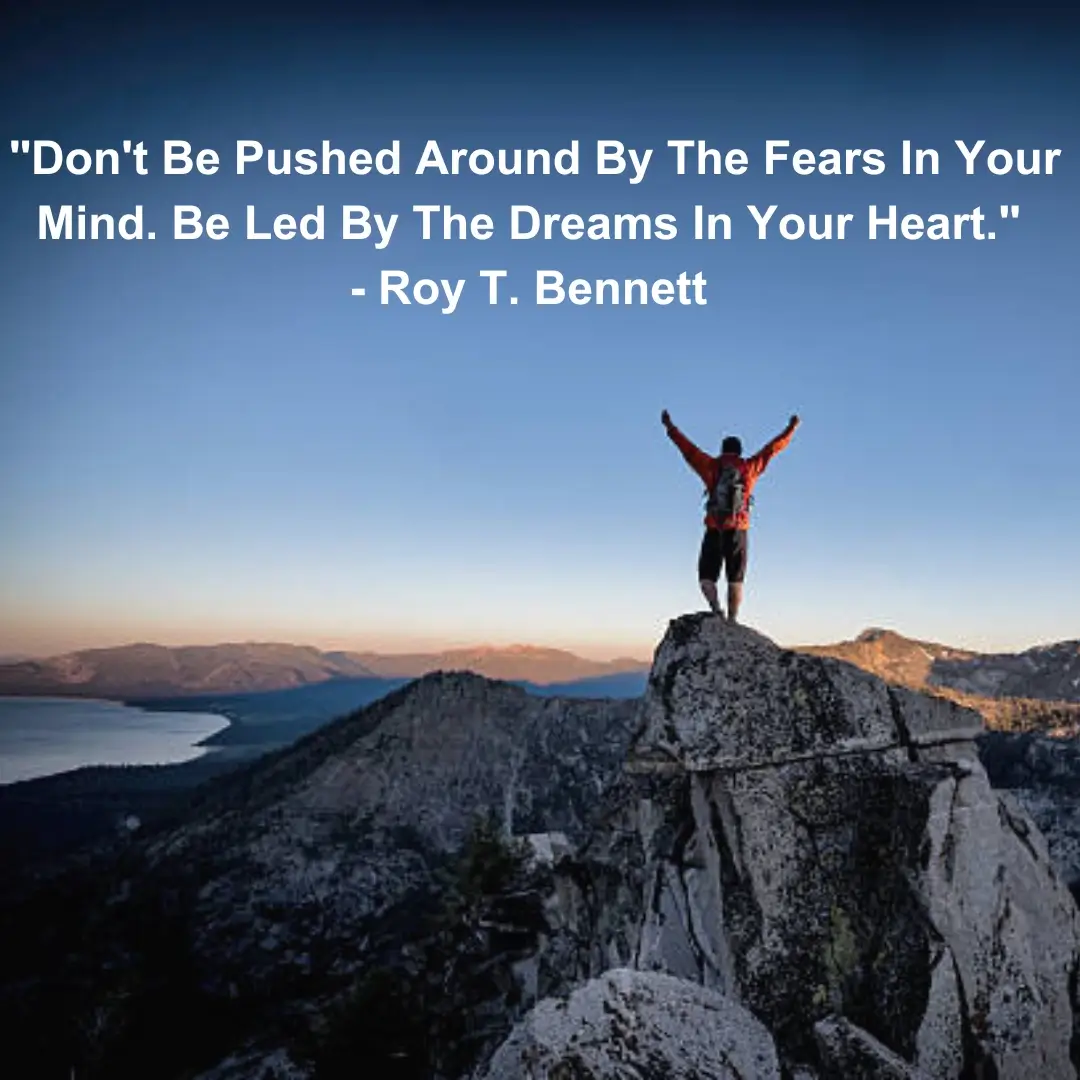 "Don't Be Pushed Around By The Fears In Your
Mind. Be Led By The Dreams In Your Heart."
- Roy T. Bennett